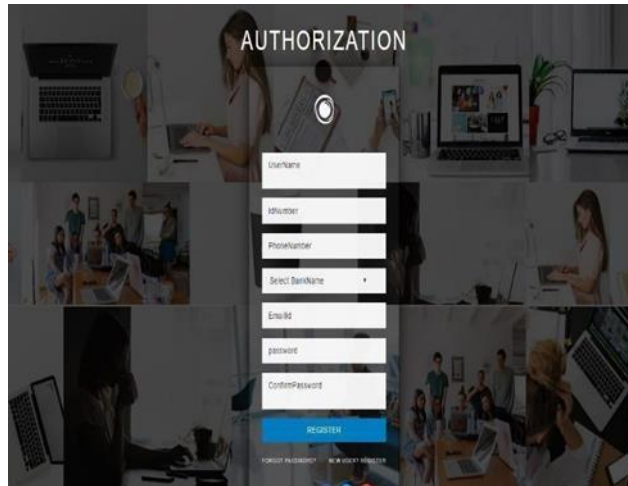 AUTHORIZATION
UserName
IdNumber
PhoneNumber
Select BankName
EmailId
password
ConfirmPassword
REGISTER
FORGOT PASSWORD? NEW USER? REGISTER